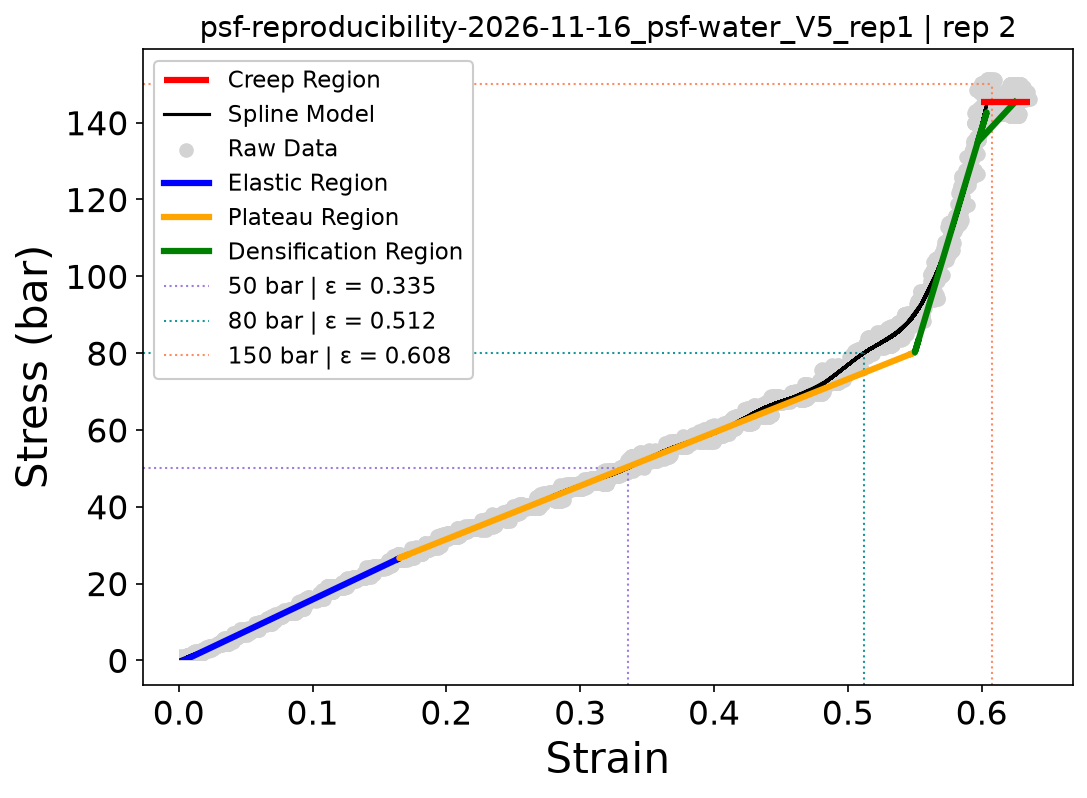 psf-reproducibility-2026-11-16_psf-water_V5_rep1 | rep 2
Creep Region
Spline Model
Raw Data
Elastic Region
Plateau Region
Densification Region
50 bar | ε = 0.335
80 bar | ε = 0.512
150 bar | ε = 0.608
Stress (bar)
140
120
100
80
60
40
20
0
0.0 0.1 0.2 0.3 0.4 0.5 0.6
Strain